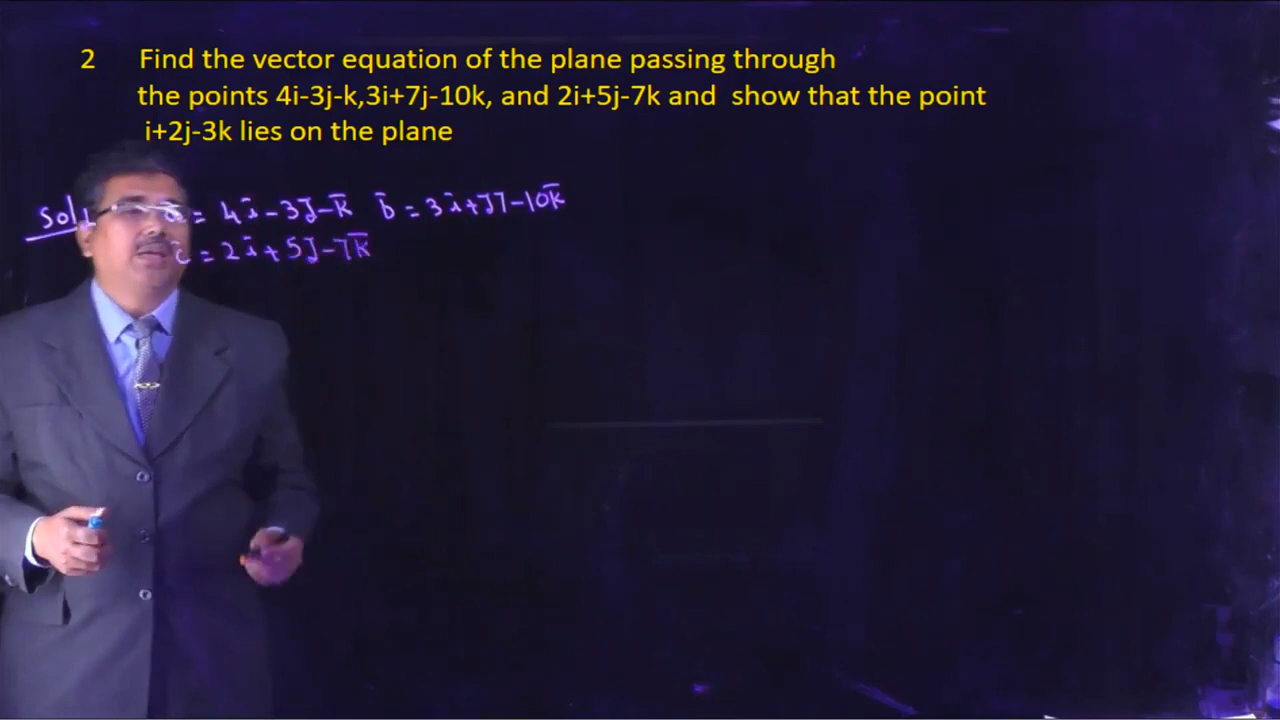 2 Find the vector equation of the plane passing through
the points 4i-3j-k,3i+7j-10k, and 2i+5j-7k and show that the point
i+2j-3k lies on the plane
Sol: a̅ = 4i̅ - 3j̅ - k̅ b̅ = 3i̅ + j̅7 - 10k̅
c̅ = 2i̅ + 5j̅ - 7k̅